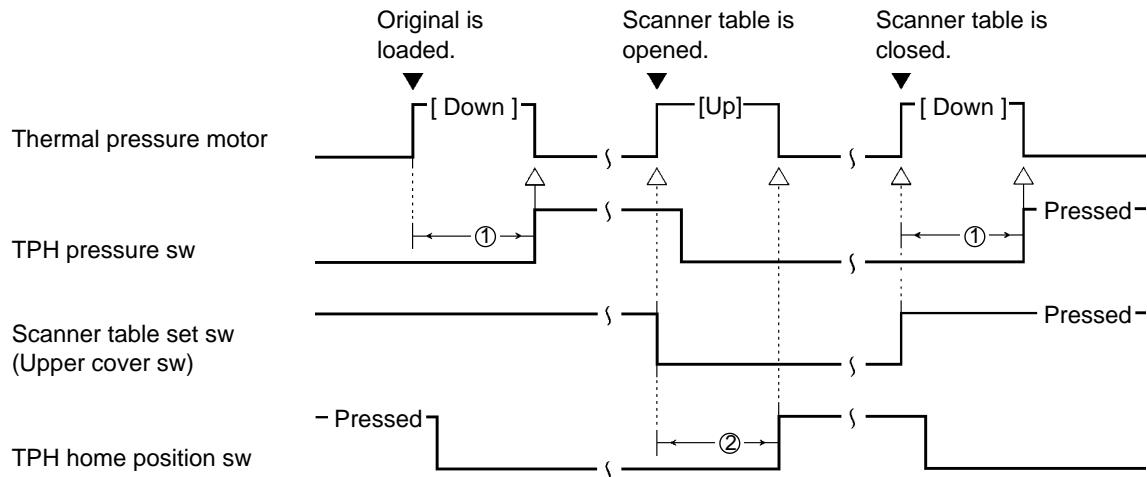 Original is
loaded.
Scanner table is
opened.
Scanner table is
closed.
[ Down ]
[Up]
[ Down ]
Thermal pressure motor
Pressed
①
①
TPH pressure sw
Pressed
Scanner table set sw
(Upper cover sw)
Pressed
②
TPH home position sw